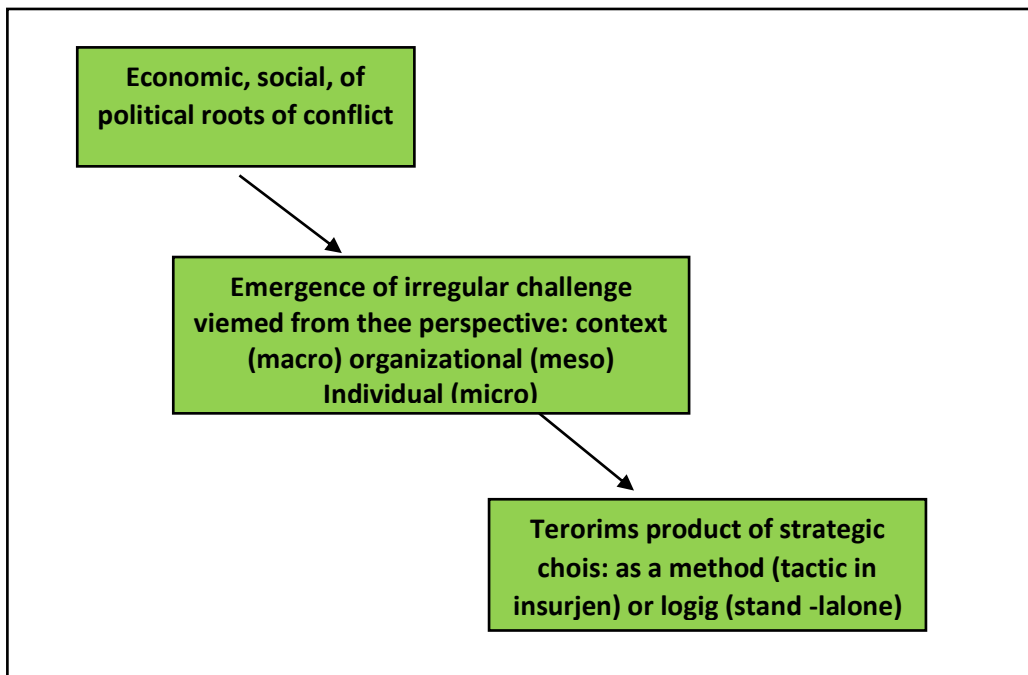 Economic, social, of
political roots of conflict
Emergence of irregular challenge
viemed from thee perspective: context
(macro) organizational (meso)
Individual (micro)
Terorims product of strategic
chois: as a method (tactic in
insurjen) or logig (stand -lalone)